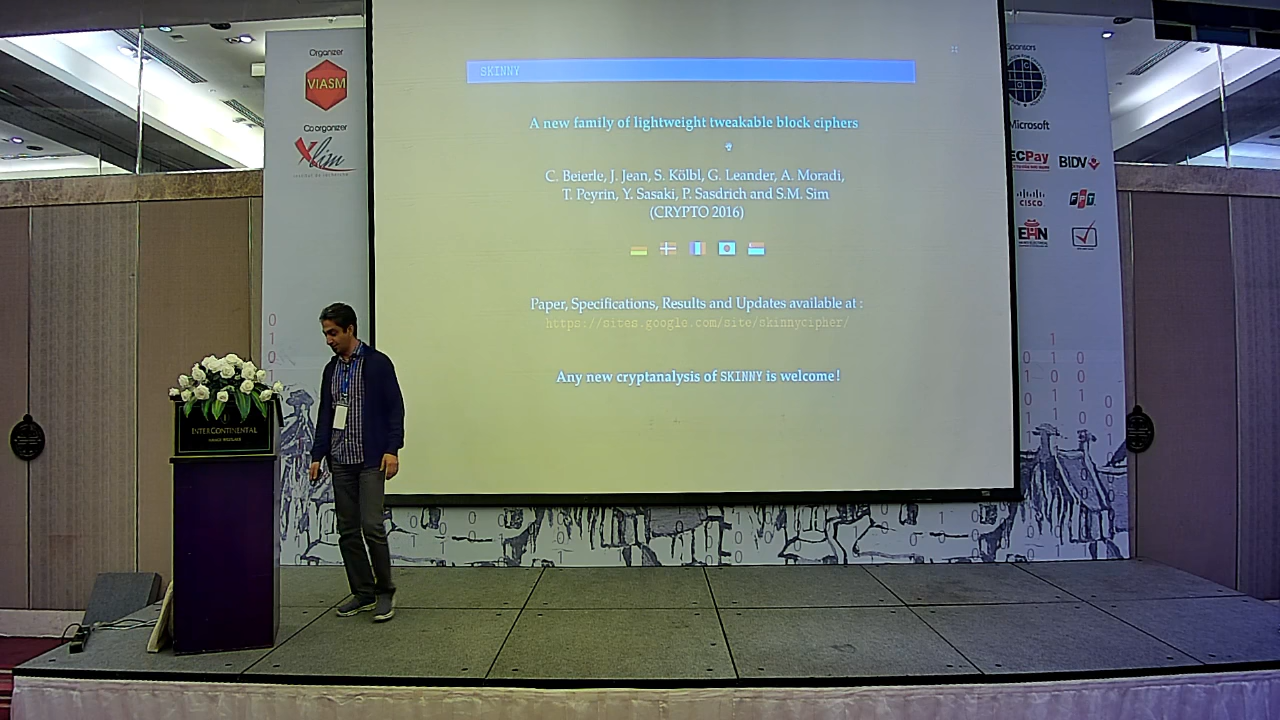 Organizer
VIASM
Co organizer
Xlim
SKINNY
A new family of lightweight tweakable block ciphers
C. Beierle, J. Jean, S. Kölbl, G. Leander, A. Moradi,
T. Peyrin, Y. Sasaki, P. Sasdrich and S.M. Sim
(CRYPTO 2016)
Paper, Specifications, Results and Updates available at :
https://sites.google.com/site/skinnycipher/
Any new cryptanalysis of SKINNY is welcome!
Sponsors
Microsoft
ECPay
BIDV
CISCO
FPT
INTERCONTINENTAL